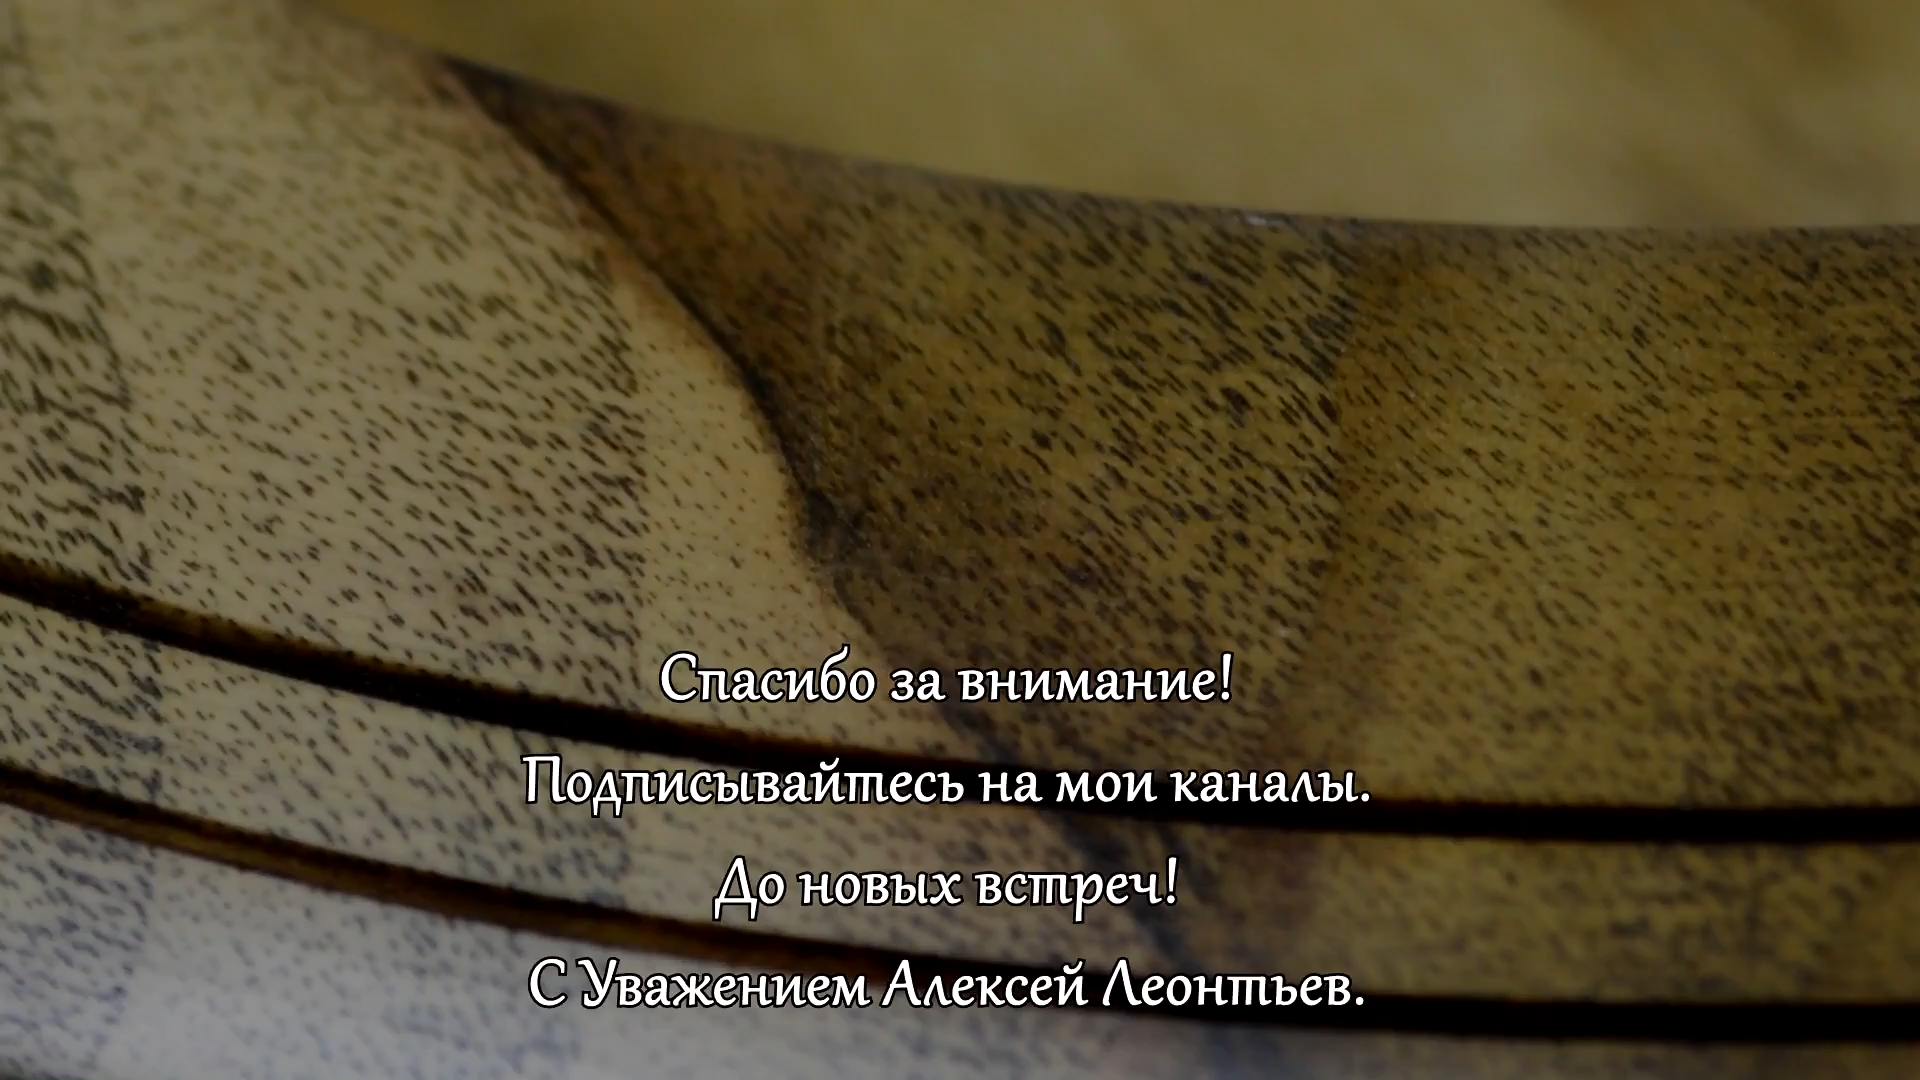 Спасибо за внимание!
Подписывайтесь на мои каналы.
До новых встреч!
С Уважением Алексей Леонтьев.